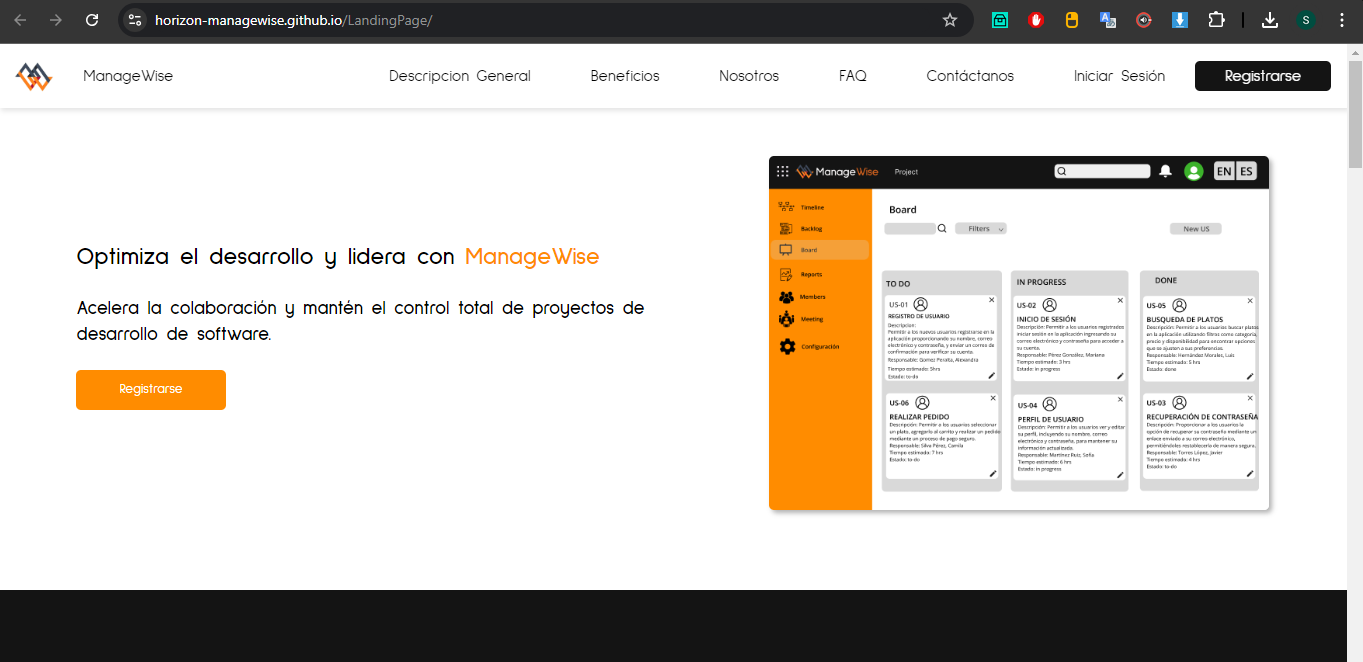 horizon-managewise.github.io/LandingPage/
S
ManageWise
Descripcion General
Beneficios
Nosotros
FAQ
Contáctanos
Iniciar Sesión
Registrarse
Optimiza el desarrollo y lidera con ManageWise
Acelera la colaboración y mantén el control total de proyectos de
desarrollo de software.
Registrarse
ManageWise
Project
EN ES
Timeline
Backlog
Board
Reports
Members
Meeting
Configuración
Board
Filters
New US
TO DO
US-01
REGISTRO DE USUARIO
Descripcion:
Permitir a los nuevos usuarios registrarse en la
aplicación proporcionando su nombre, correo
electrónico y contraseña, y enviar un correo de
confirmación para verificar su cuenta.
Responsable: Gomez Peralta, Alexandra
Tiempo estimado: 5hrs
Estado: to-do
US-06
REALIZAR PEDIDO
Descripción: Permitir a los usuarios seleccionar
un plato, agregarlo al carrito y realizar un pedido
mediante un proceso de pago seguro.
Responsable: Silva Pérez, Camila
Tiempo estimado: 7 hrs
Estado: to-do
IN PROGRESS
US-02
INICIO DE SESIÓN
Descripción: Permitir a los usuarios registrados
iniciar sesión en la aplicación ingresando su
correo electrónico y contraseña para acceder a
su cuenta.
Responsable: Pérez González, Mariana
Tiempo estimado: 3 hrs
Estado: in progress
US-04
PERFIL DE USUARIO
Descripción: Permitir a los usuarios ver y editar
su perfil, incluyendo su nombre, correo
electrónico y contraseña, para mantener su
información actualizada.
Responsable: Martínez Ruiz, Sofía
Tiempo estimado: 6 hrs
Estado: in progress
DONE
US-05
BUSQUEDA DE PLATOS
Descripción: Permitir a los usuarios buscar platos
en la aplicación utilizando filtros como categoría,
precio y disponibilidad para encontrar opciones
que se ajusten a sus preferencias.
Responsable: Hernández Morales, Luis
Tiempo estimado: 5 hrs
Estado: done
US-03
RECUPERACIÓN DE CONTRASEÑA
Descripción: Proporcionar a los usuarios la
opción de recuperar su contraseña mediante un
enlace enviado a su correo electrónico,
permitiéndoles restablecerla de manera segura.
Responsable: Torres López, Javier
Tiempo estimado: 4 hrs
Estado: to-do